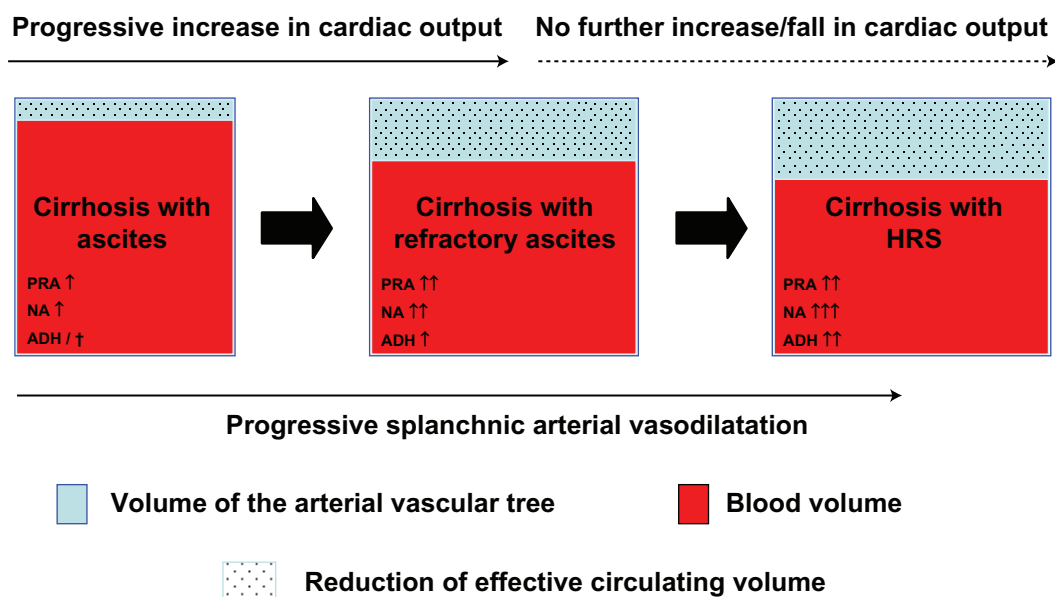 Progressive increase in cardiac output
No further increase/fall in cardiac output
Cirrhosis with
ascites
PRA ↑
NA ↑
ADH / †
Cirrhosis with
refractory ascites
PRA ↑↑
NA ↑↑
ADH ↑
Cirrhosis with
HRS
PRA ↑↑
NA ↑↑↑
ADH ↑↑
Progressive splanchnic arterial vasodilatation
Volume of the arterial vascular tree
Blood volume
Reduction of effective circulating volume